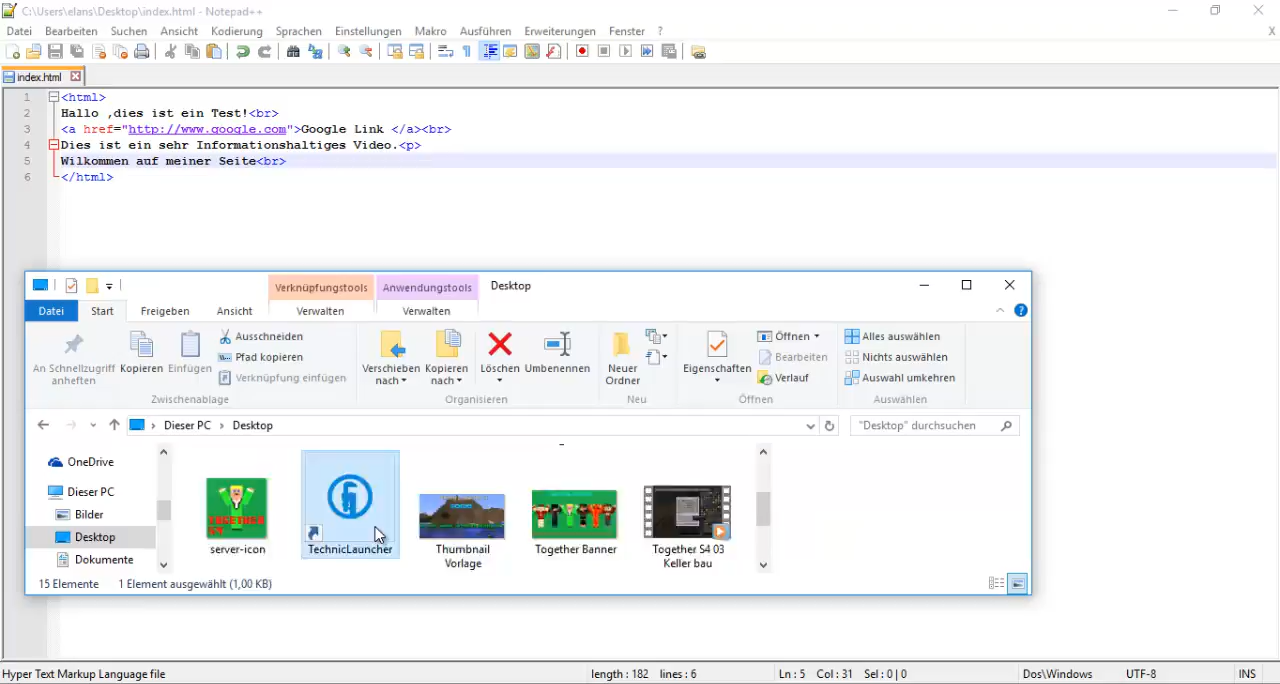 C:\Users\elans\Desktop\index.html - Notepad++
Datei Bearbeiten Suchen Ansicht Kodierung Sprachen Einstellungen Makro Ausführen Erweiterungen Fenster ? X
index.html
1 <html>
2 Hallo ,dies ist ein Test!<br>
3 <a href="http://www.google.com">Google Link </a><br>
4 Dies ist ein sehr Informationshaltiges Video.<p>
5 Wilkommen auf meiner Seite<br>
6 </html>
Verknüpfungstools Anwendungstools Desktop
Datei Start Freigeben Ansicht Verwalten Verwalten
An Schnellzugriff anheften
Kopieren
Einfügen
Ausschneiden
Pfad kopieren
Verknüpfung einfügen
Zwischenablage
Verschieben nach
Kopieren nach
Löschen
Umbenennen
Organisieren
Neuer Ordner
Neu
Eigenschaften
Öffnen
Bearbeiten
Verlauf
Öffnen
Alles auswählen
Nichts auswählen
Auswahl umkehren
Auswählen
Dieser PC > Desktop
"Desktop" durchsuchen
OneDrive
Dieser PC
Bilder
Desktop
Dokumente
server-icon
TechnicLauncher
Thumbnail Vorlage
Together Banner
Together S4 03 Keller bau
15 Elemente 1 Element ausgewählt (1,00 KB)
Hyper Text Markup Language file length : 182 lines : 6 Ln : 5 Col : 31 Sel : 0 | 0 Dos\Windows UTF-8 INS